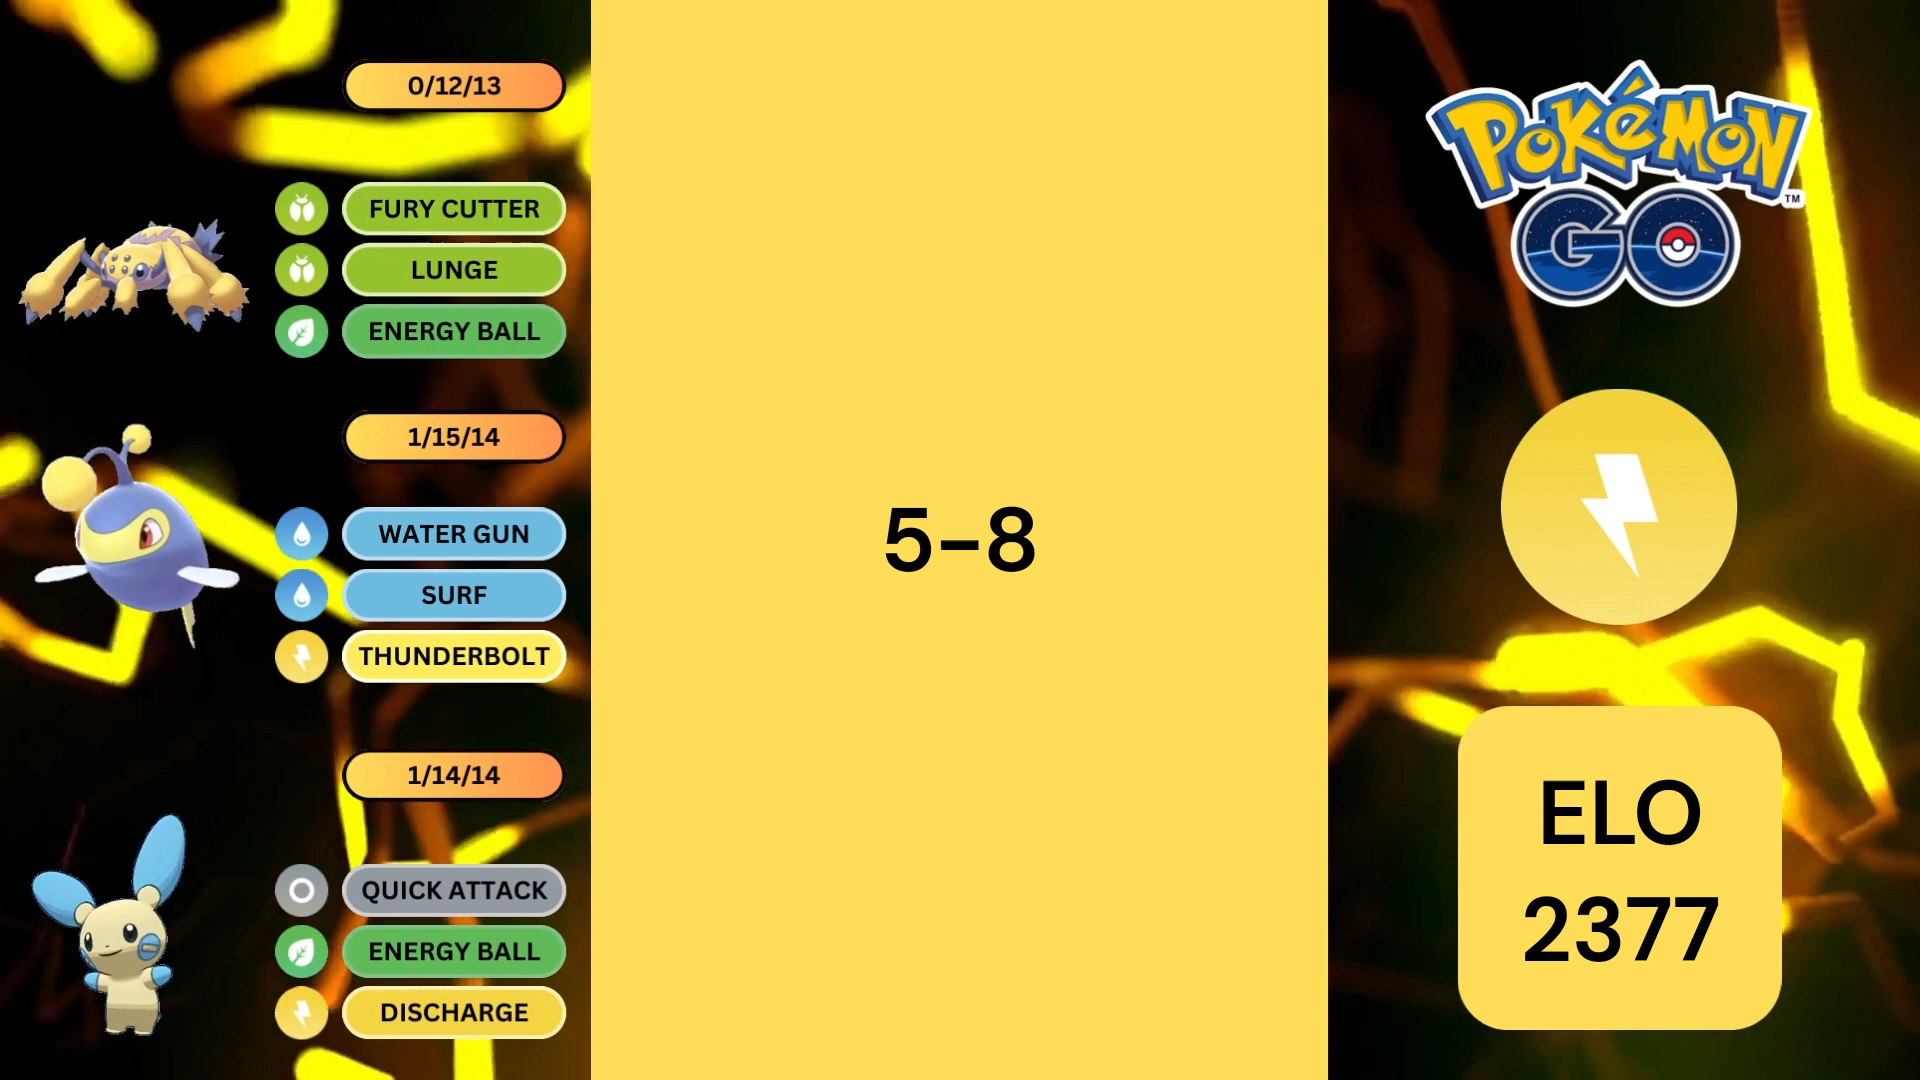 0/12/13
FURY CUTTER
LUNGE
ENERGY BALL
1/15/14
WATER GUN
SURF
THUNDERBOLT
1/14/14
QUICK ATTACK
ENERGY BALL
DISCHARGE
5–8
POKéMON
TM
GO
ELO
2377